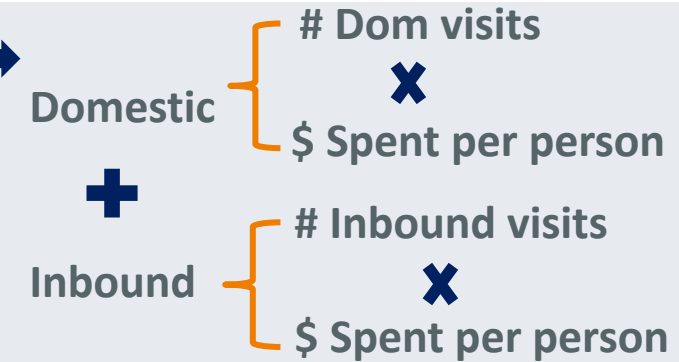 # Dom visits
Domestic
$ Spent per person
# Inbound visits
Inbound
$ Spent per person